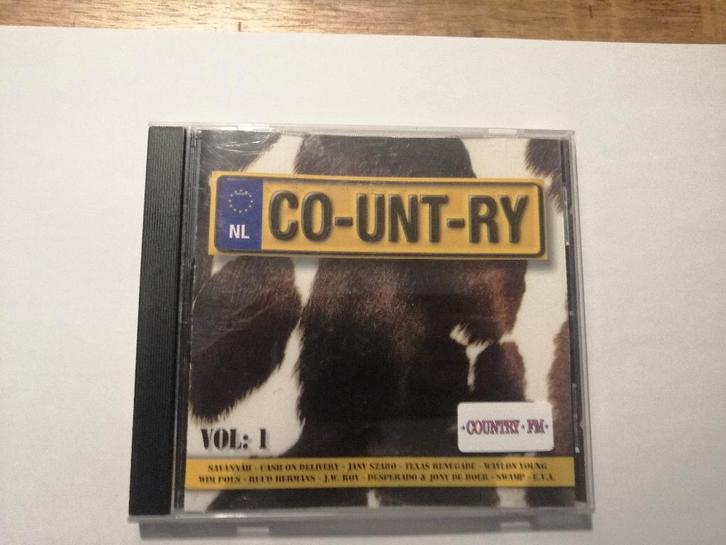 NL CO-UNT-RY
VOL: 1
·COUNTRY·FM·
SAVANNAH - CASH ON DELIVERY - JANY SZABO - TEXAS RENEGADE - WAYLON YOUNG
WIM POLS - RUUD HERMANS - J.W. ROY - DESPERADO & JONY DE BOER - SWAMP - E.V.A.